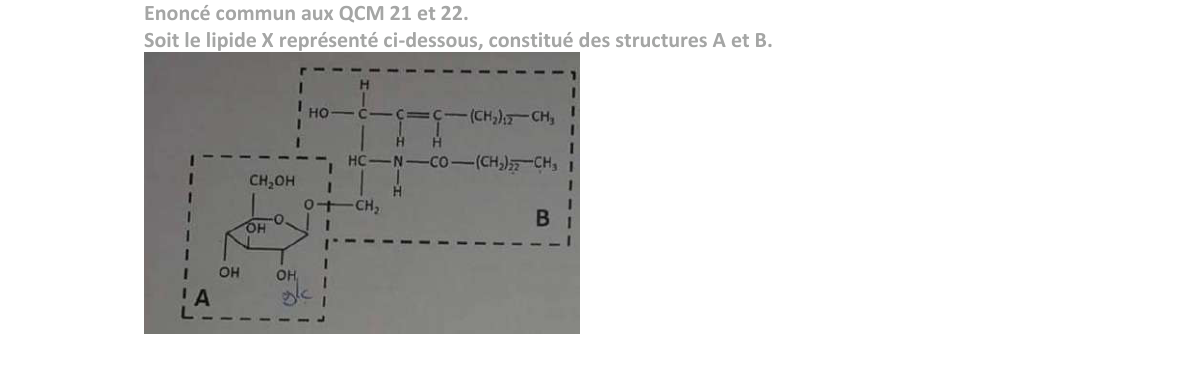 Enoncé commun aux QCM 21 et 22.
Soit le lipide X représenté ci-dessous, constitué des structures A et B.
H
HO—C—C=C—(CH₂)₁₂—CH₃
H H
HC—N—CO—(CH₂)₂₂—CH₃
H
CH₂OH
O—CH₂
O
OH
B
OH
OH
A